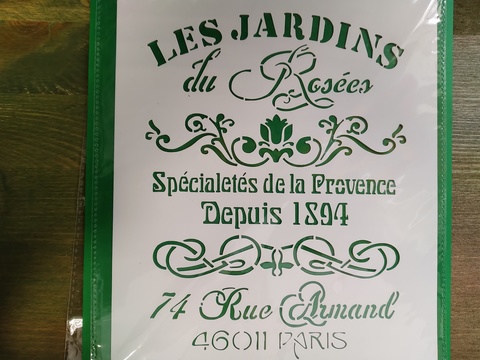 LES JARDINS
du Rosées
Spécialetés de la Provence
Depuis 1894
74 Rue Armand
46011 PARIS